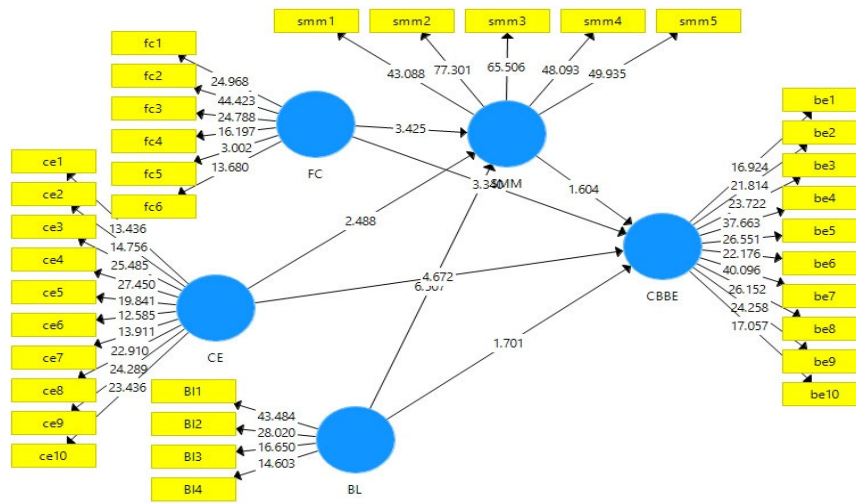 smm1 smm2 smm3 smm4 smm5
43.088 77.301 65.506 48.093 49.935
fc1
fc2
fc3
fc4
fc5
fc6
24.968
44.423
24.788
16.197
3.002
13.680
FC
3.425
SMM
1.604
2.488
4.672
1.701
ce1
ce2
ce3
ce4
ce5
ce6
ce7
ce8
ce9
ce10
13.436
14.756
25.485
27.450
19.841
12.585
13.911
22.910
24.289
23.436
CE
BI1
BI2
BI3
BI4
43.484
28.020
16.650
14.603
BL
CBBE
16.924
21.814
23.722
37.663
26.551
22.176
40.096
26.152
24.258
17.057
be1
be2
be3
be4
be5
be6
be7
be8
be9
be10